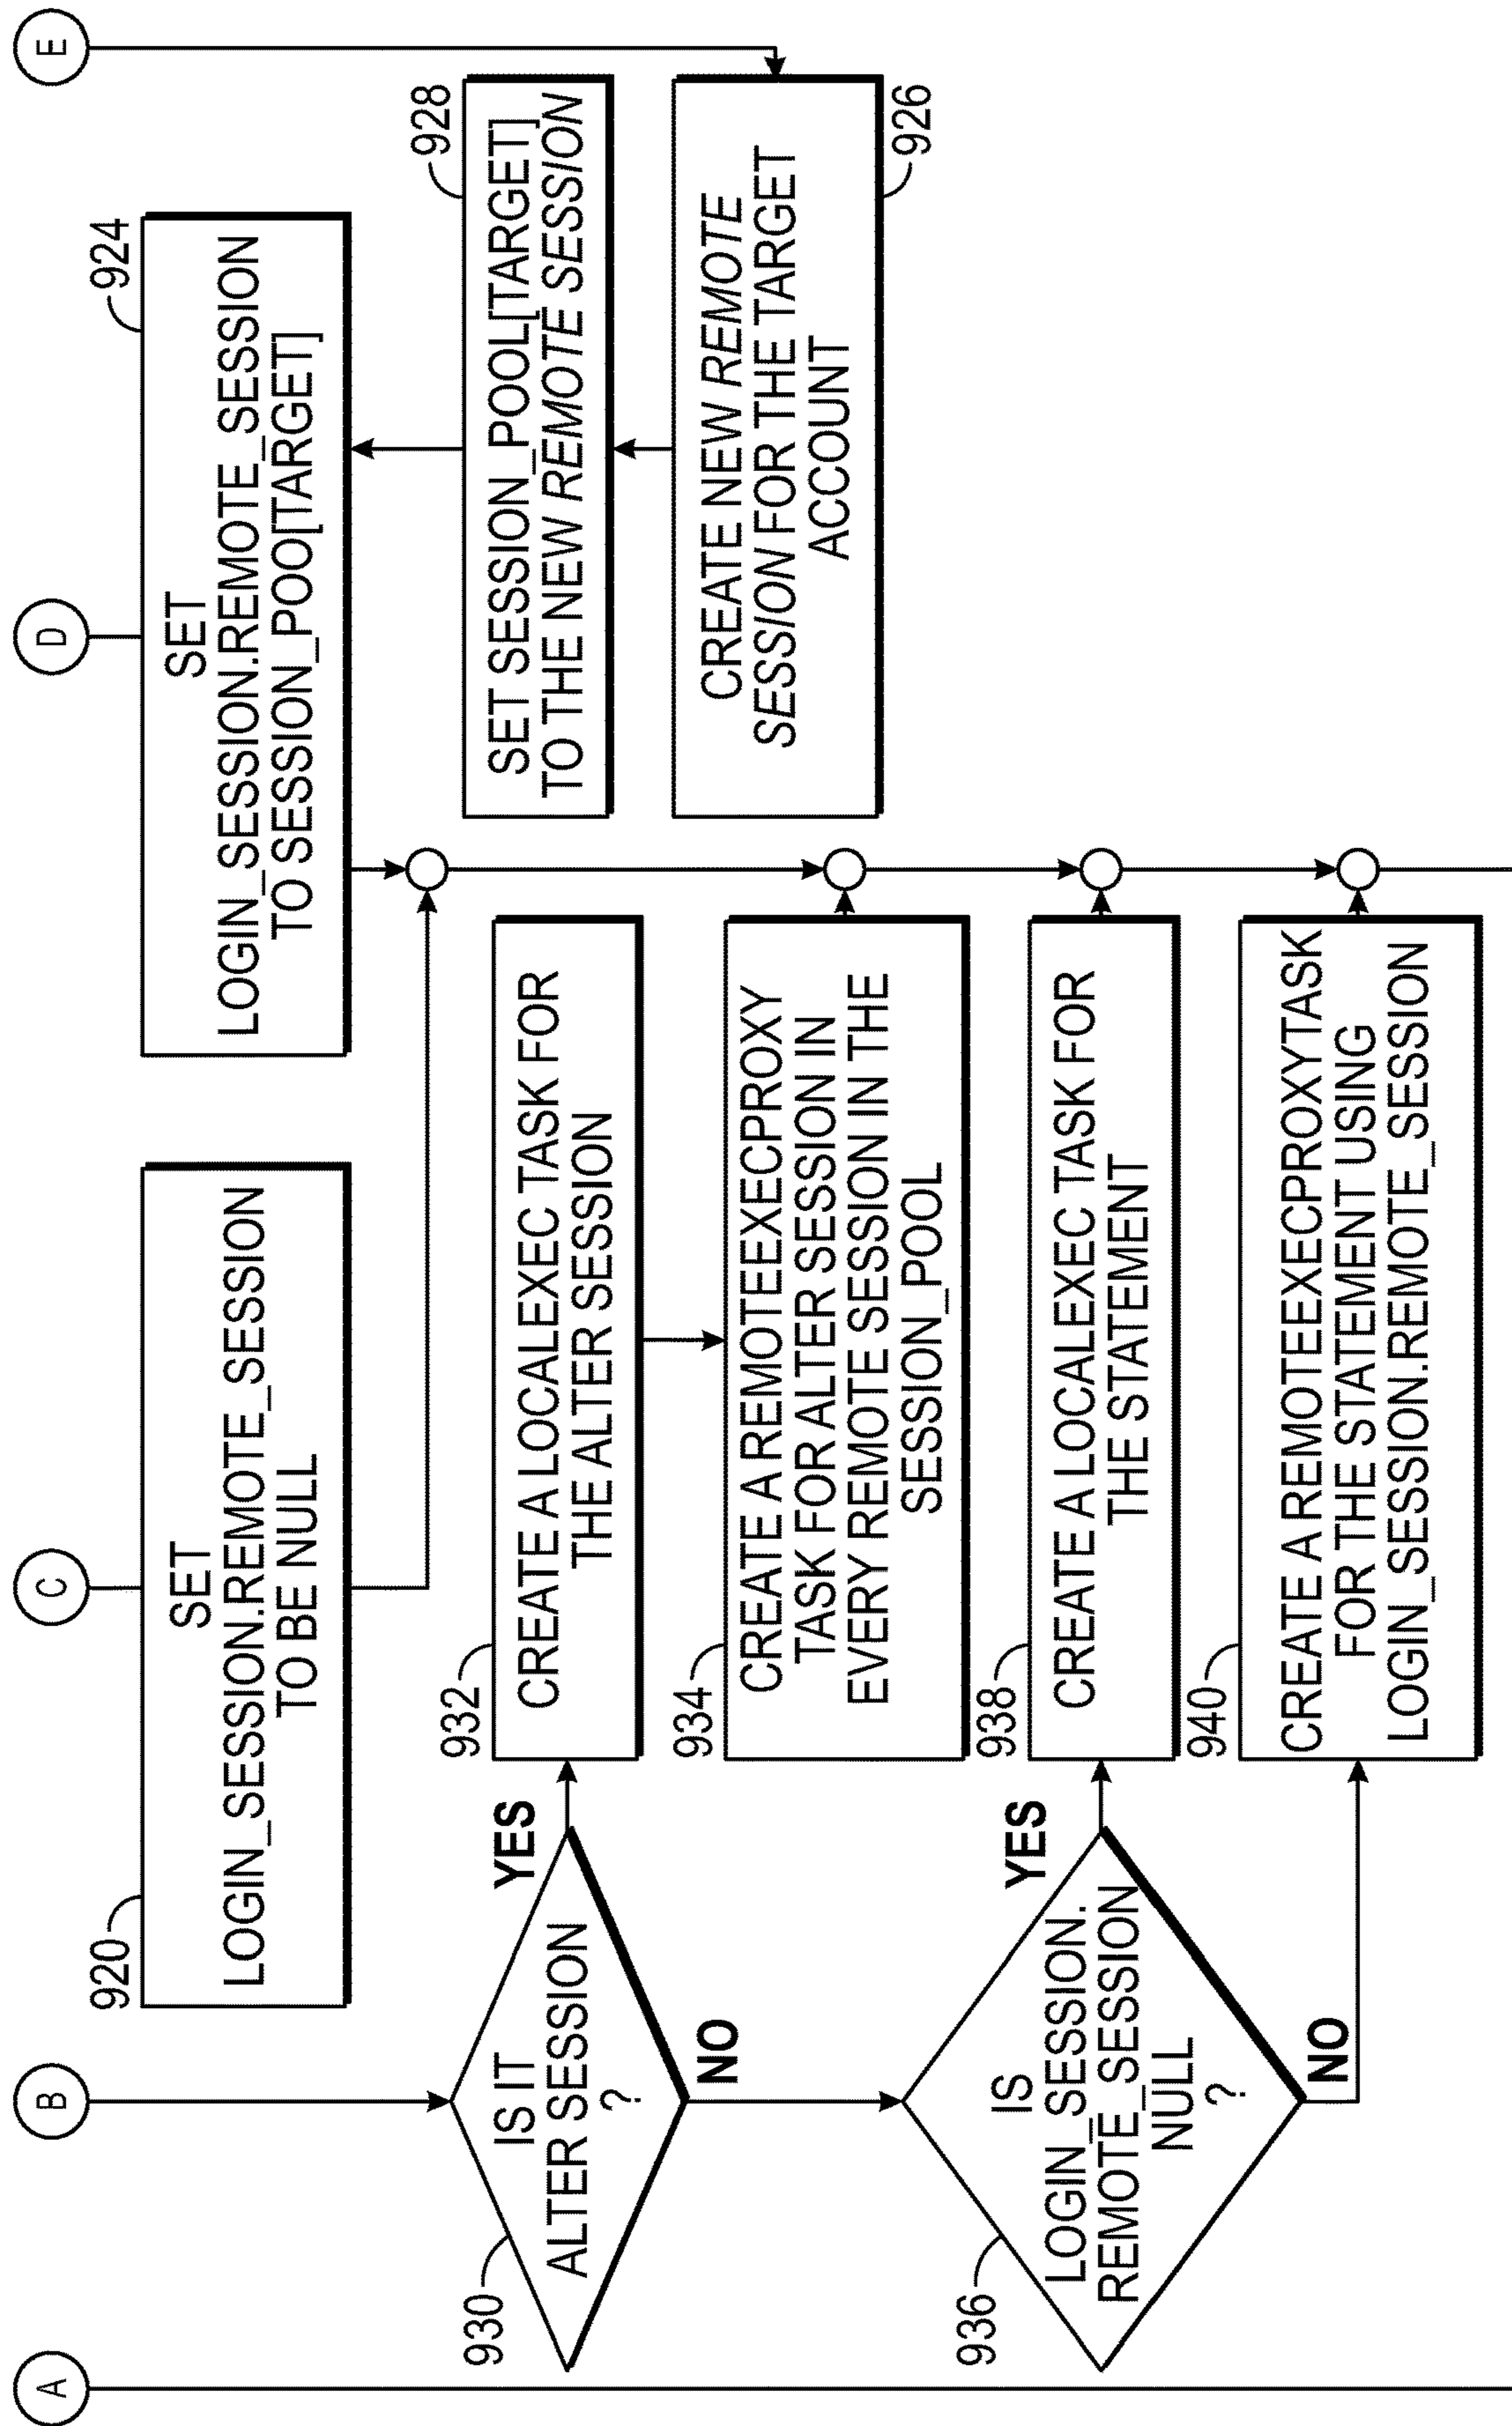 A
B
C
D
E
920
SET
LOGIN_SESSION.REMOTE_SESSION
TO BE NULL
924
SET
LOGIN_SESSION.REMOTE_SESSION
TO SESSION_POO[TARGET]
928
SET SESSION_POOL[TARGET]
TO THE NEW REMOTE SESSION
926
CREATE NEW REMOTE
SESSION FOR THE TARGET
ACCOUNT
930
IS IT
ALTER SESSION
?
YES
NO
932
CREATE A LOCALEXEC TASK FOR
THE ALTER SESSION
934
CREATE A REMOTEEXECPROXY
TASK FOR ALTER SESSION IN
EVERY REMOTE SESSION IN THE
SESSION_POOL
936
IS
LOGIN_SESSION.
REMOTE_SESSION
NULL
?
YES
NO
938
CREATE A LOCALEXEC TASK FOR
THE STATEMENT
940
CREATE A REMOTEEXECPROXYTASK
FOR THE STATEMENT USING
LOGIN_SESSION.REMOTE_SESSION